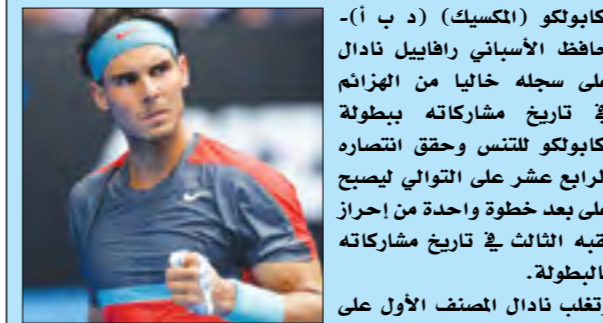 كابولكو (المكسيك) (د ب أ)-
حافظ الأسباني رافاييل نادال
على سجله خاليا من الهزائم
في تاريخ مشاركاته ببطولة
كابولكو للتنس وحقق انتصاره
لرابع عشر على التوالي ليصبح
على بعد خطوة واحدة من إحراز
لقبه الثالث في تاريخ مشاركاته
بالبطولة.
وتغلب نادال المصنف الأول على